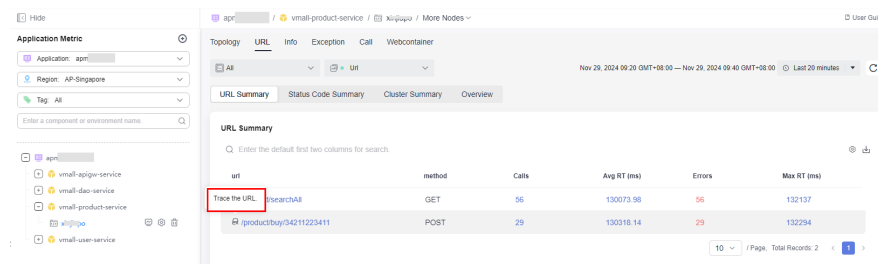 Hide
apr / vmall-product-service / / More Nodes
User Gui
Application Metric
Topology URL Info Exception Call Webcontainer
Application: apm
All
Url
Nov 29, 2024 09:20 GMT+08:00 — Nov 29, 2024 09:40 GMT+08:00 Last 20 minutes
Region: AP-Singapore
URL Summary Status Code Summary Cluster Summary Overview
Tag: All
Enter a component or environment name.
URL Summary
Enter the default first two columns for search.
apn
vmall-apigw-service
vmall-dao-service
vmall-product-service
vmall-user-service
url method Calls Avg RT (ms) Errors Max RT (ms)
Trace the URL.
t/searchAll GET 56 130073.98 56 132137
/product/buy/34211223411 POST 29 130318.14 29 132294
10 / Page, Total Records: 2 < 1 >